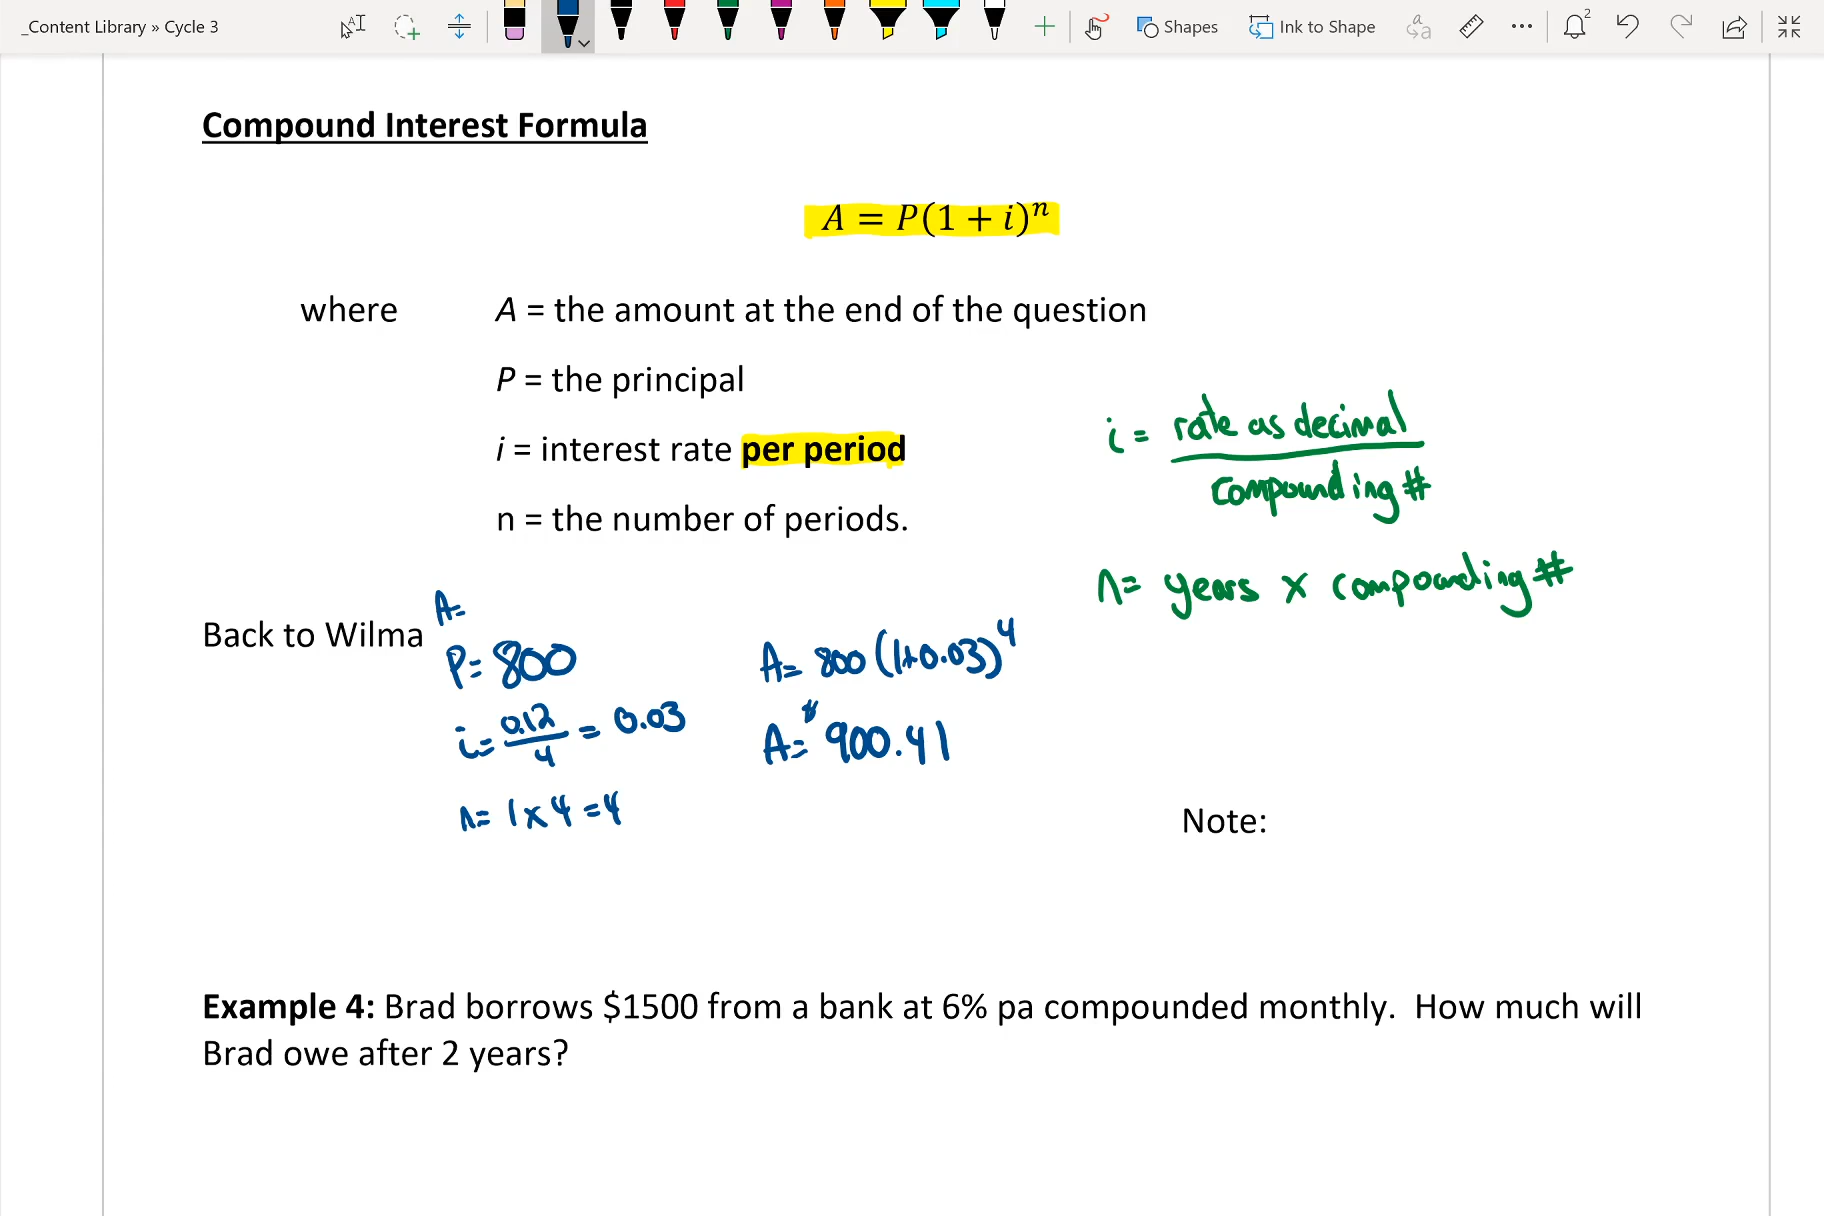 _Content Library » Cycle 3
Shapes
Ink to Shape
2
Compound Interest Formula
A = P(1 + i)ⁿ
where A = the amount at the end of the question
P = the principal
i = interest rate per period
n = the number of periods.
i = rate as decimal
compounding #
n = years x compounding #
Back to Wilma
A=
P= 800
i= 0.12/4 = 0.03
n= 1 x 4 = 4
A= 800 (1+0.03)⁴
A= $900.41
Note:
Example 4: Brad borrows $1500 from a bank at 6% pa compounded monthly. How much will
Brad owe after 2 years?